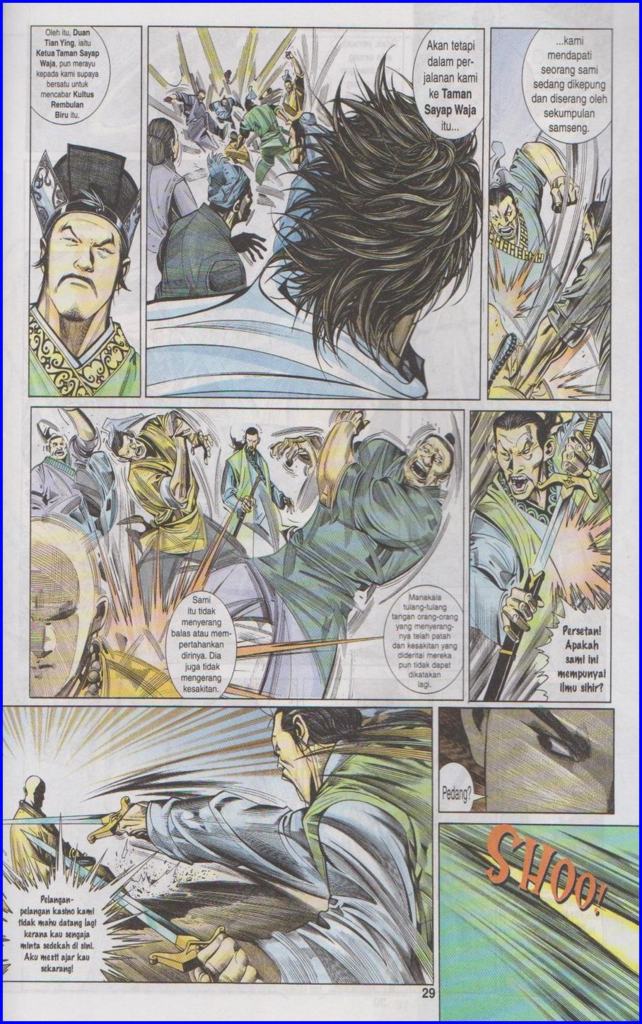 Oleh itu, Duan
Tian Ying, iaitu
Ketua Taman Sayap
Waja, pun merayu
kepada kami supaya
bersatu untuk
mencabar Kultus
Rembulan
Biru itu.
Akan tetapi
dalam per-
jalanan kami
ke Taman
Sayap Waja
itu...
...kami
mendapati
seorang sami
sedang dikepung
dan diserang oleh
sekumpulan
samseng.
Sami
itu tidak
menyerang
balas atau mem-
pertahankan
dirinya. Dia
juga tidak
mengerang
kesakitan.
Manakala
tulang-tulang
tangan orang-orang
yang menyerang-
nya telah patah
dan kesakitan yang
dideritai mereka
pun tidak dapat
dikatakan
lagi.
Persetan!
Apakah
sami ini
mempunyai
ilmu sihir?
Pelangan-
pelangan kasino kami
tidak mahu datang lagi
kerana kau sengaja
minta sedekah di sini.
Aku mesti ajar kau
sekarang!
Pedang?
SHOO!
29